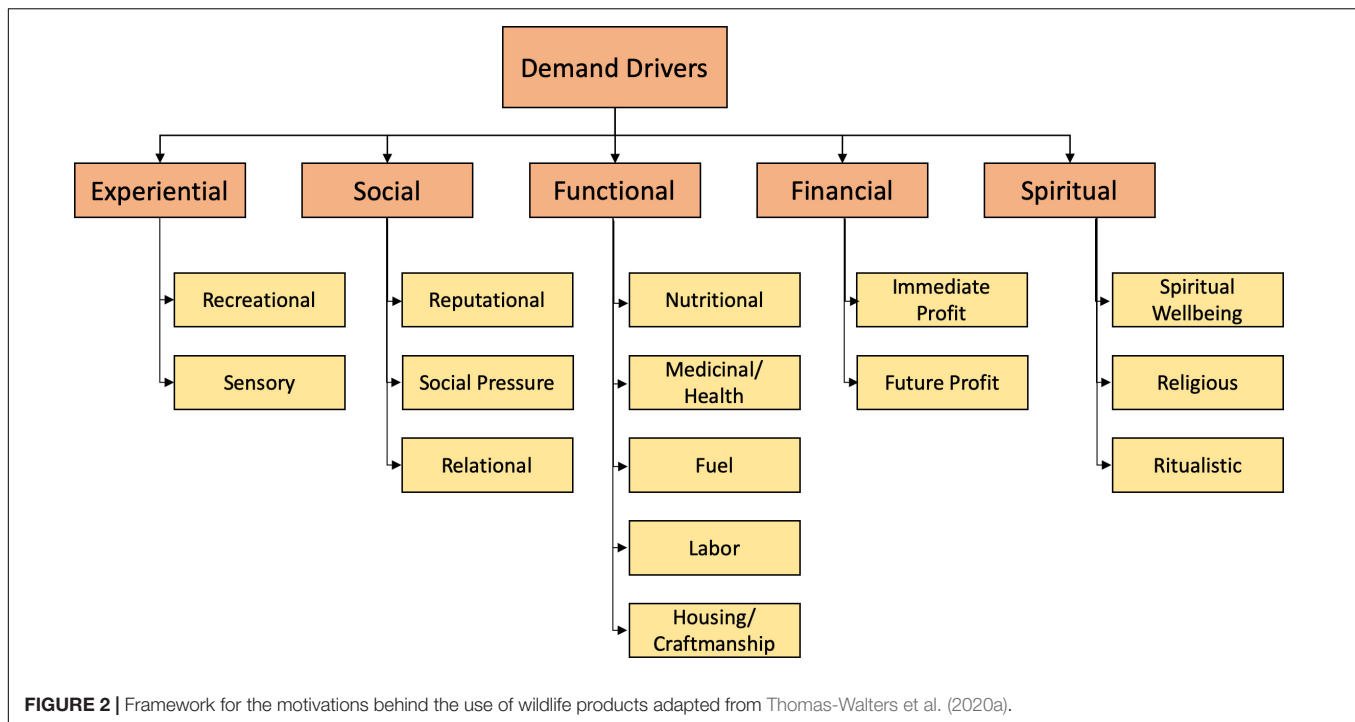 Demand Drivers
Experiential
Social
Functional
Financial
Spiritual
Recreational
Sensory
Reputational
Social Pressure
Relational
Nutritional
Medicinal/
Health
Fuel
Labor
Housing/
Craftmanship
Immediate
Profit
Future Profit
Spiritual
Wellbeing
Religious
Ritualistic
FIGURE 2 | Framework for the motivations behind the use of wildlife products adapted from Thomas-Walters et al. (2020a).